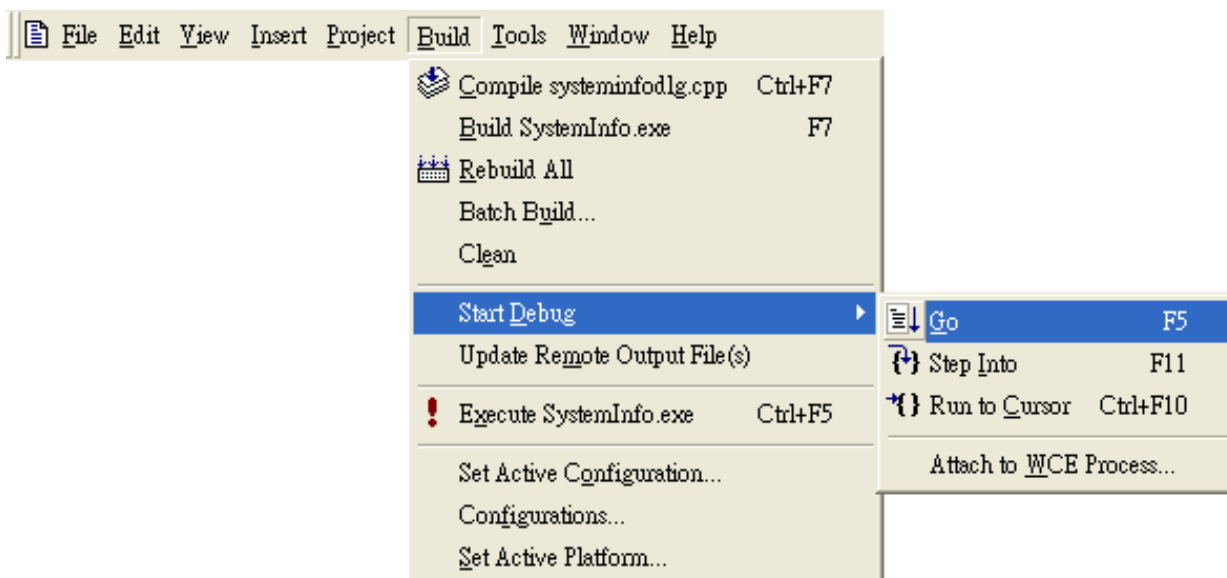 File Edit View Insert Project Build Tools Window Help
Compile systeminfodlg.cpp Ctrl+F7
Build SystemInfo.exe F7
Rebuild All
Batch Build...
Clean
Start Debug
Go F5
Update Remote Output File(s)
Step Into F11
Execute SystemInfo.exe Ctrl+F5
Run to Cursor Ctrl+F10
Set Active Configuration...
Attach to WCE Process...
Configurations...
Set Active Platform...